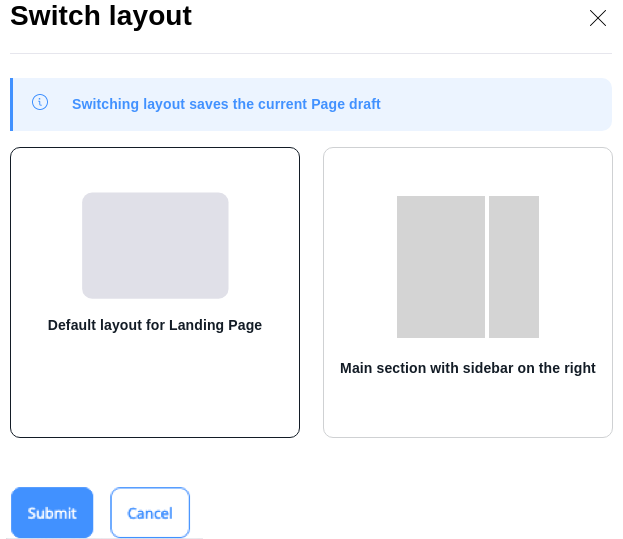 Switch layout
Switching layout saves the current Page draft
Default layout for Landing Page
Main section with sidebar on the right
Submit
Cancel